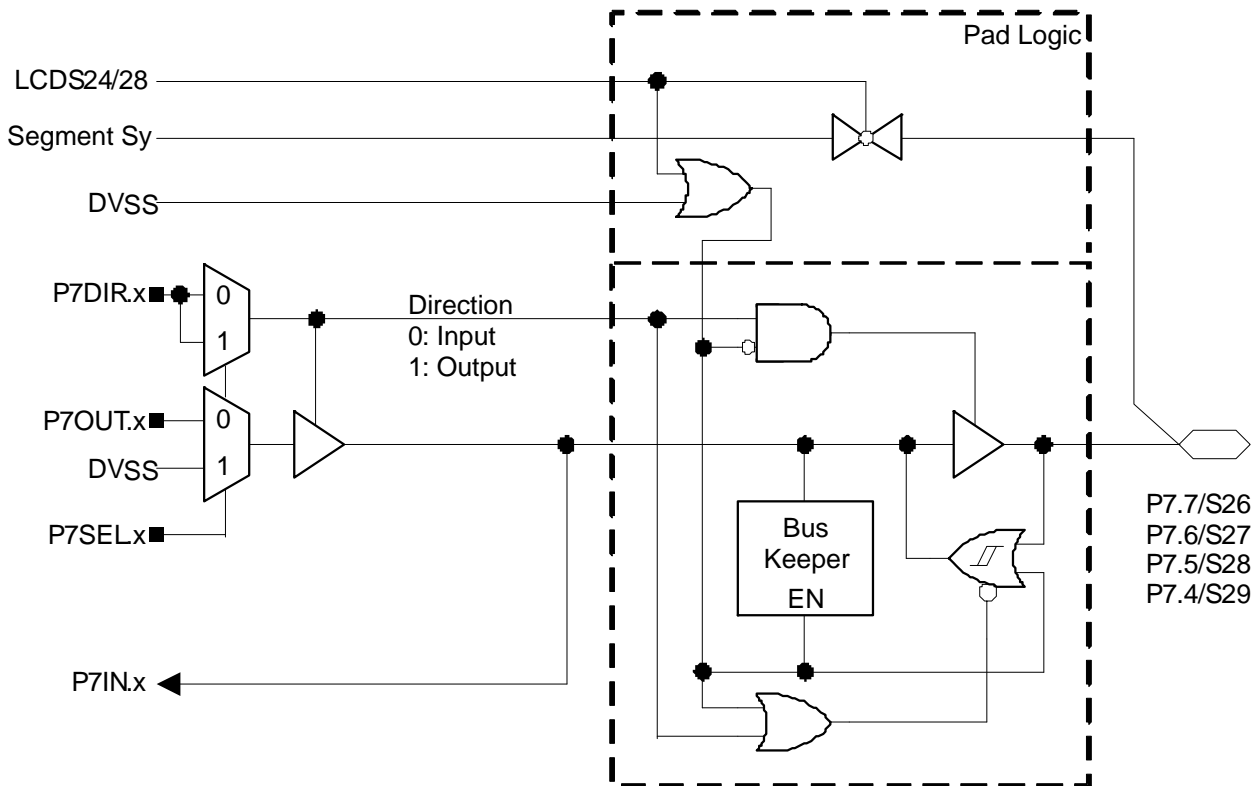 Pad Logic
LCDS24/28
Segment Sy
DVSS
P7DIR.x
0
1
Direction
0: Input
1: Output
P7OUT.x
0
DVSS
1
P7SEL.x
Bus
Keeper
EN
P7.7/S26
P7.6/S27
P7.5/S28
P7.4/S29
P7IN.x